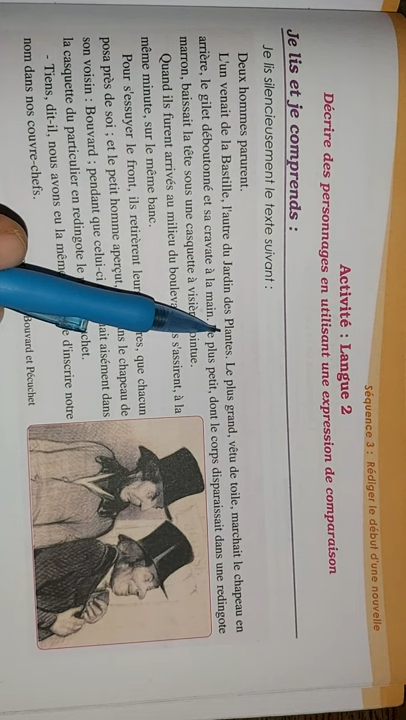 Séquence 3 : Rédiger le début d'une nouvelle
Activité : Langue 2
Décrire des personnages en utilisant une expression de comparaison
Je lis et je comprends :
Je lis silencieusement le texte suivant :
Deux hommes parurent.
L'un venait de la Bastille, l'autre du Jardin des Plantes. Le plus grand, vêtu de toile, marchait le chapeau en
arrière, le gilet déboutonné et sa cravate à la main. plus petit, dont le corps disparaissait dans une redingote
marron, baissait la tête sous une casquette à visière pointue.
Quand ils furent arrivés au milieu du boulevard s'assirent, à la
même minute, sur le même banc.
Pour s'essuyer le front, ils retirèrent leurs que chacun
posa près de soi ; et le petit homme aperçut, le chapeau de
son voisin : Bouvard ; pendant que celui-ci aisément dans
la casquette du particulier en redingote le
- Tiens, dit-il, nous avons eu la même d'inscrire notre
nom dans nos couvre-chefs.
Bouvard et Pécuchet